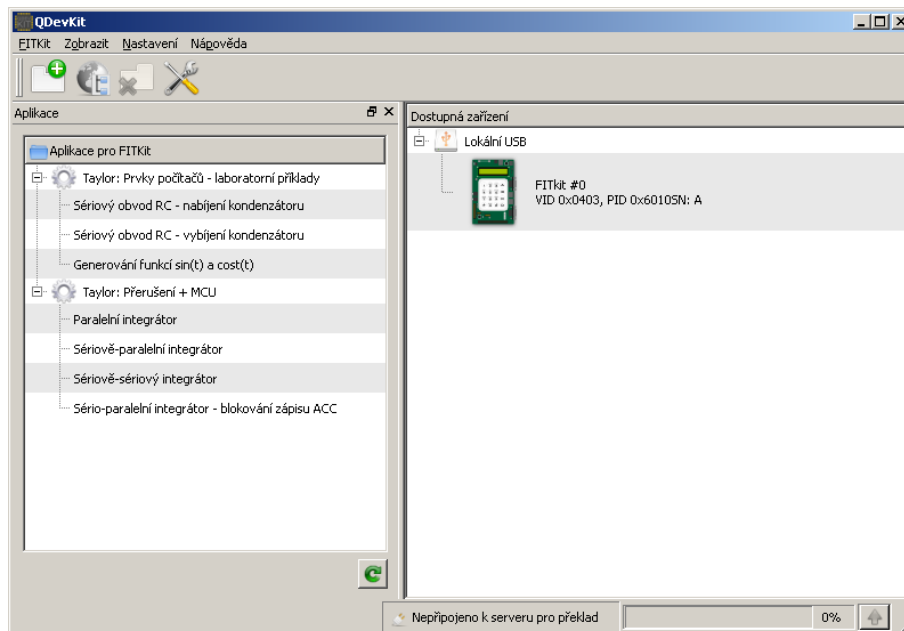 QDevKit
FITKit Zobrazit Nastavení Nápověda
Aplikace
Aplikace pro FITKit
Taylor: Prvky počítačů - laboratorní příklady
Sériový obvod RC - nabíjení kondenzátoru
Sériový obvod RC - vybíjení kondenzátoru
Generování funkcí sin(t) a cost(t)
Taylor: Přerušení + MCU
Paralelní integrátor
Sériově-paralelní integrátor
Sériově-sériový integrátor
Sério-paralelní integrátor - blokování zápisu ACC
Dostupná zařízení
Lokální USB
FITkit #0
VID 0x0403, PID 0x6010SN: A
Nepřipojeno k serveru pro překlad
0%